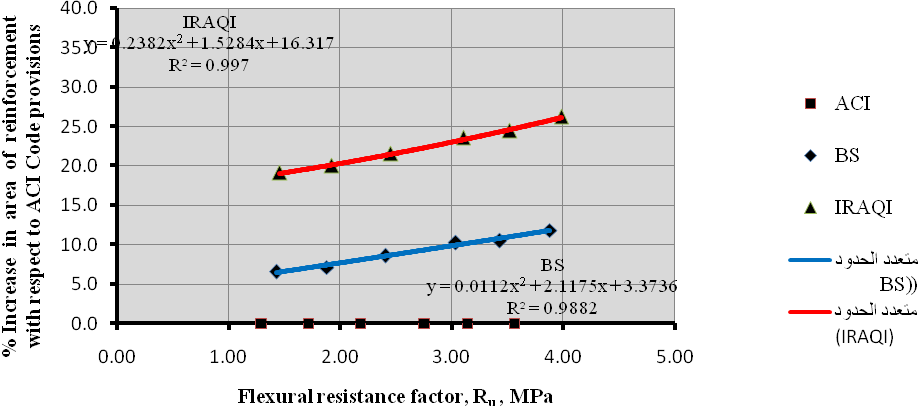 40.0
35.0
30.0
25.0
20.0
15.0
10.0
5.0
0.0
% Increase in area of reinforcement
with respect to ACI Code provisions
IRAQI
y = 0.2382x² + 1.5284x + 16.317
R² = 0.997
BS
y = 0.0112x² + 2.1175x + 3.3736
R² = 0.9882
0.00 1.00 2.00 3.00 4.00 5.00
Flexural resistance factor, Rᵤ, MPa
ACI
BS
IRAQI
متعدد الحدود
BS))
متعدد الحدود
(IRAQI)